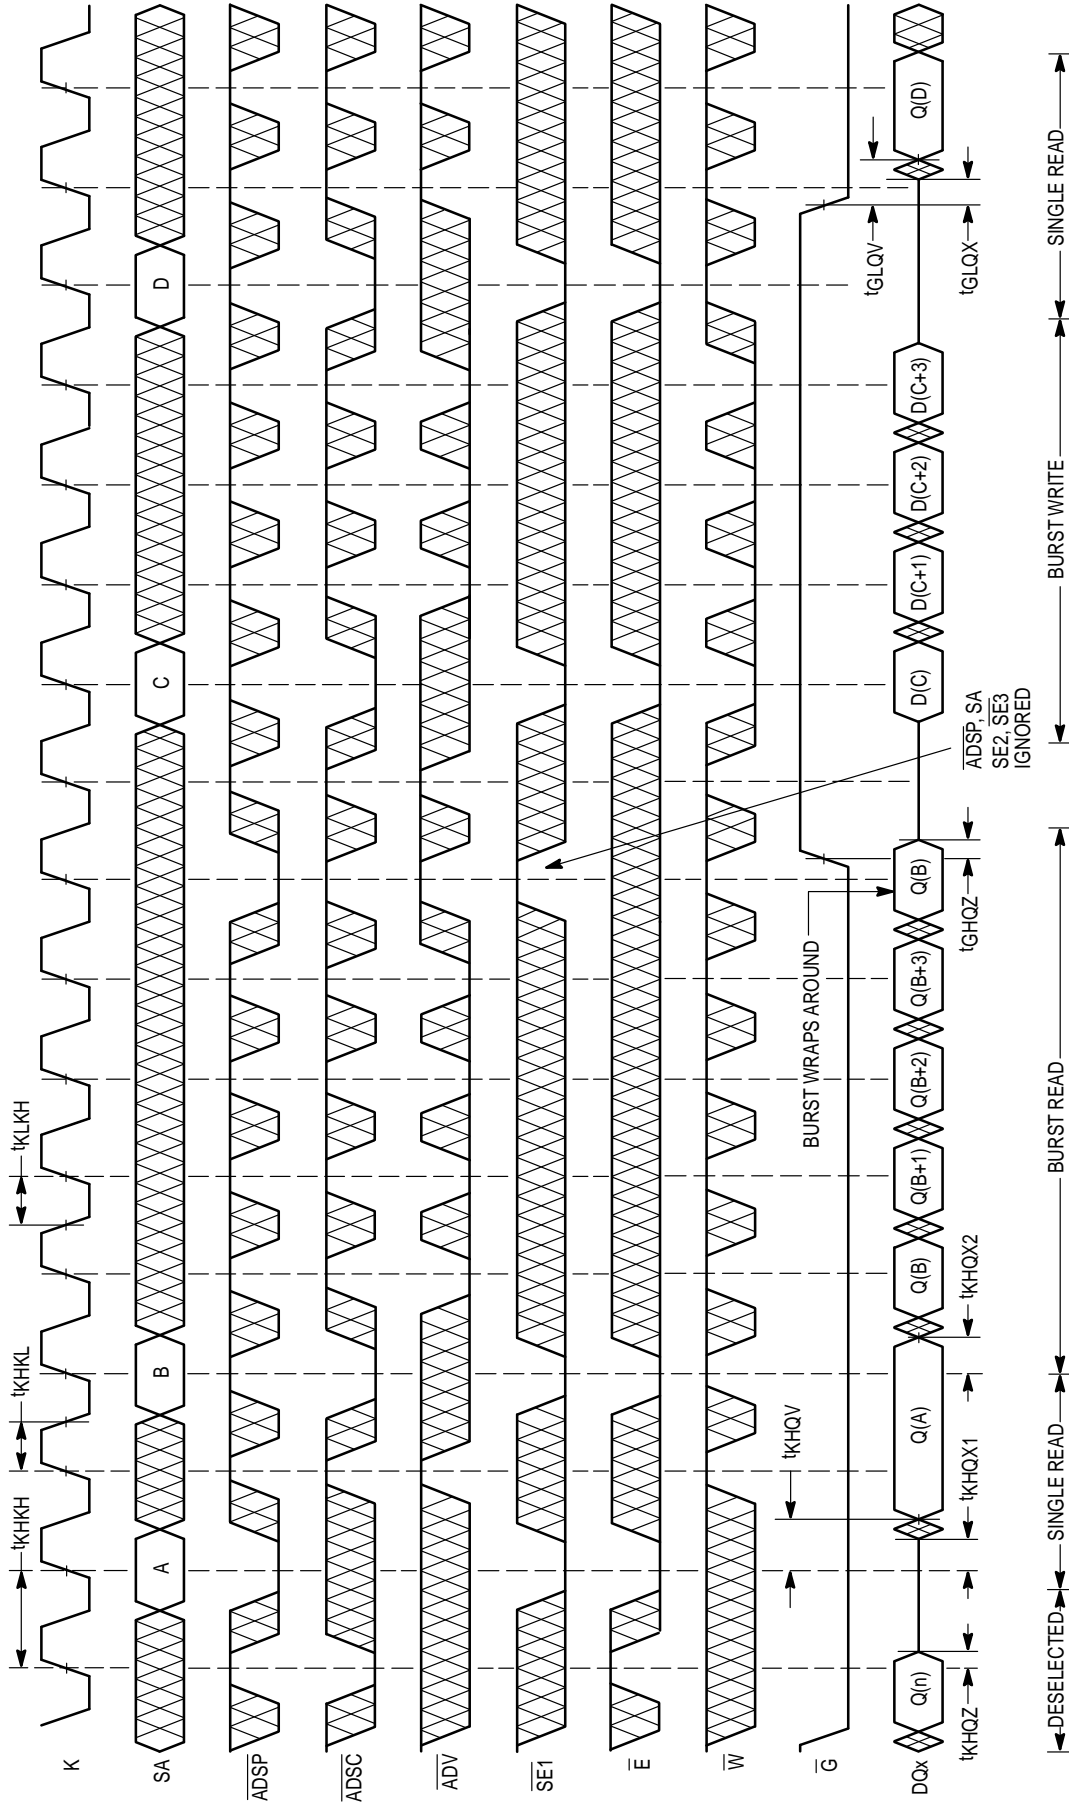 tKHKH
tKHKL
tKLKH
K
SA
A
B
C
D
ADSP
ADSC
ADV
SE1
E
W
tKHQV
BURST WRAPS AROUND
ADSP, SA
SE2, SE3
IGNORED
G
tGLQV
DQx
Q(n)
Q(A)
Q(B)
Q(B+1)
Q(B+2)
Q(B+3)
Q(B)
D(C)
D(C+1)
D(C+2)
D(C+3)
Q(D)
tKHQZ
tKHQX1
tKHQX2
tGHQZ
tGLQX
DESELECTED
SINGLE READ
BURST READ
BURST WRITE
SINGLE READ